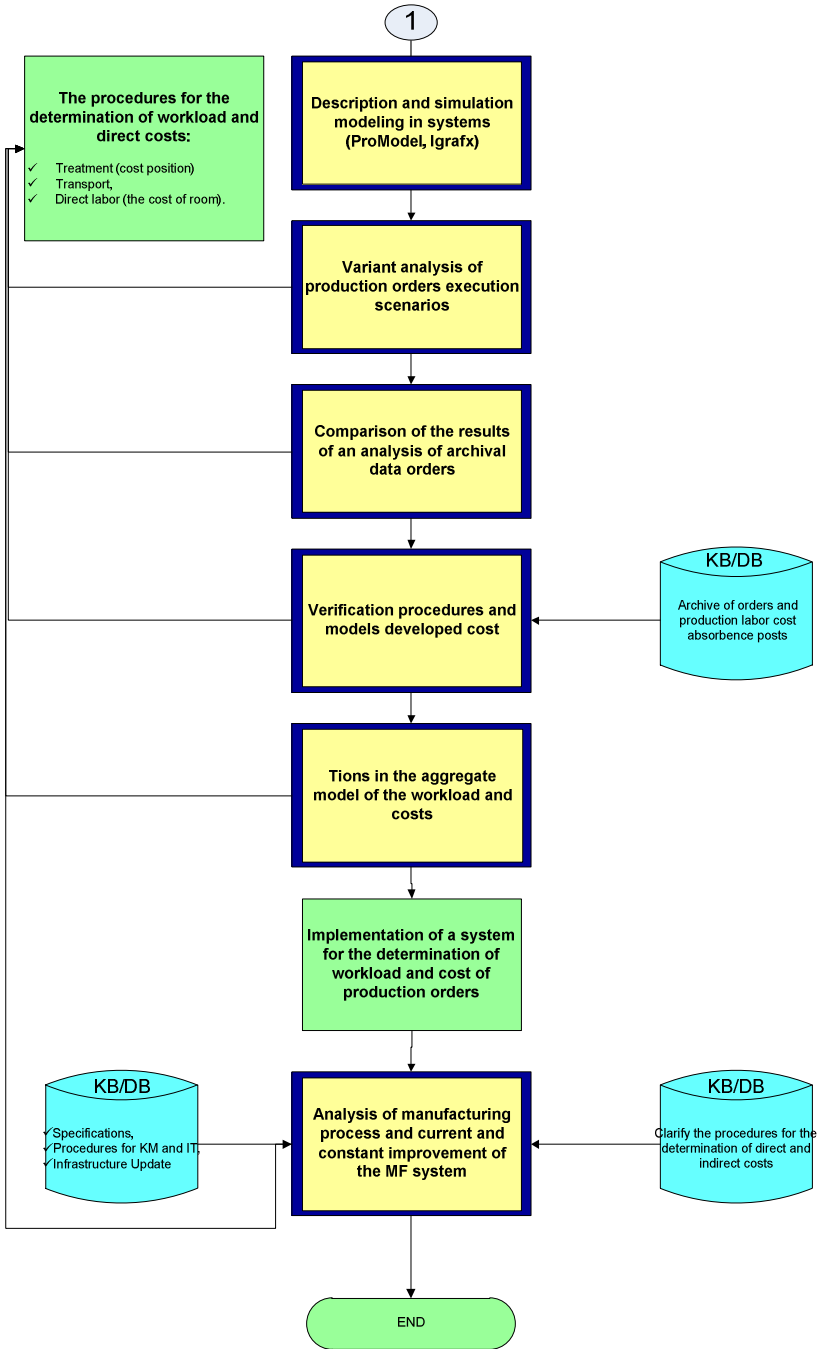 1
The procedures for the
determination of workload and
direct costs:
✓ Treatment (cost position)
✓ Transport,
✓ Direct labor (the cost of room).
Description and simulation
modeling in systems
(ProModel, Igrafx)
Variant analysis of
production orders execution
scenarios
Comparison of the results
of an analysis of archival
data orders
Verification procedures and
models developed cost
KB/DB
Archive of orders and
production labor cost
absorbence posts
Tions in the aggregate
model of the workload and
costs
Implementation of a system
for the determination of
workload and cost of
production orders
KB/DB
✓Specifications,
✓Procedures for KM and IT,
✓Infrastructure Update
Analysis of manufacturing
process and current and
constant improvement of
the MF system
KB/DB
Clarify the procedures for the
determination of direct and
indirect costs
END